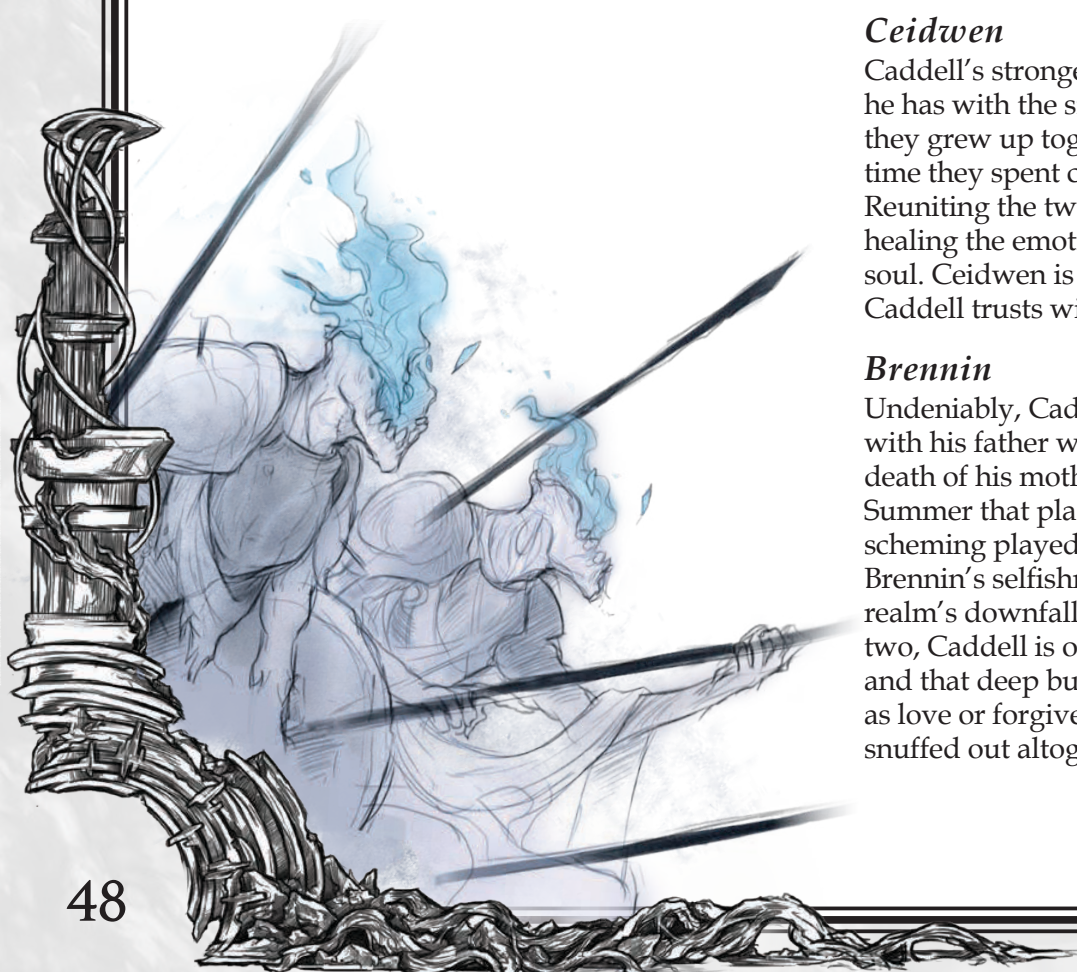 Ceidwen
Caddell’s stronge
he has with the s
they grew up tog
time they spent
Reuniting the tw
healing the emot
soul. Ceidwen is
Caddell trusts wi
Brennin
Undeniably, Cad
with his father w
death of his moth
Summer that pla
scheming played
Brennin’s selfishn
realm’s downfall
two, Caddell is o
and that deep bu
as love or forgive
snuffed out altog
48